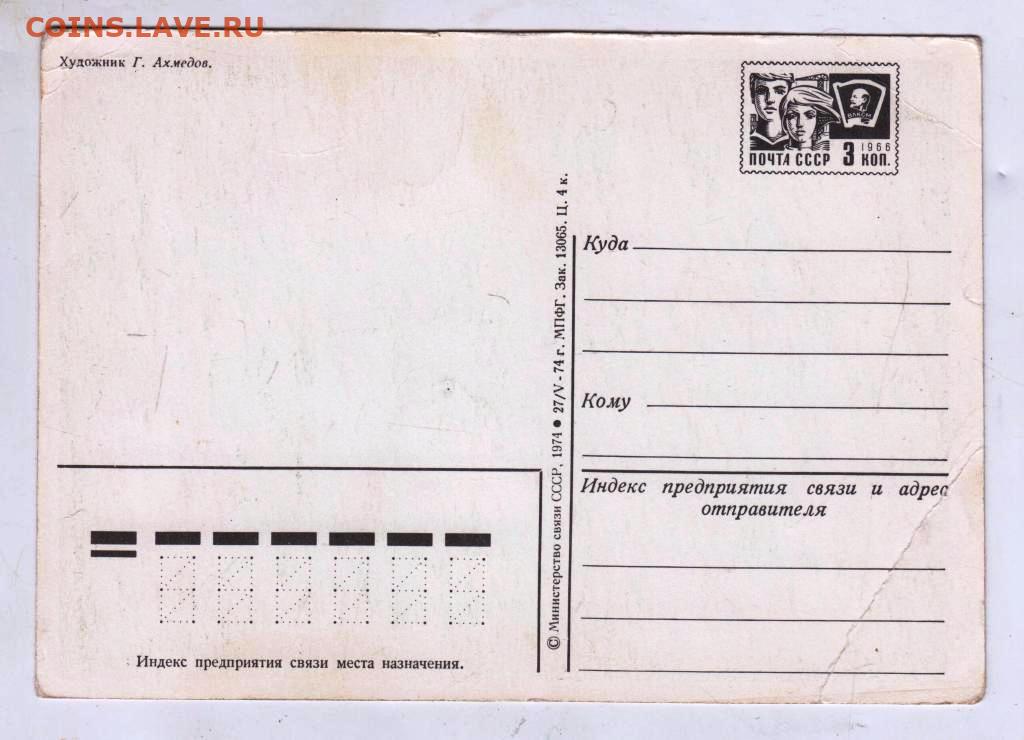 COINS.LAVE.RU
Художник Г. Ахмедов.
ВЛКСМ
1966
ПОЧТА СССР 3 КОП.
Куда
Кому
Индекс предприятия связи и адрес
отправителя
© Министерство связи СССР, 1974 ● 27/V - 74 г. МПФГ. Зак. 13065. Ц. 4 к.
Индекс предприятия связи места назначения.